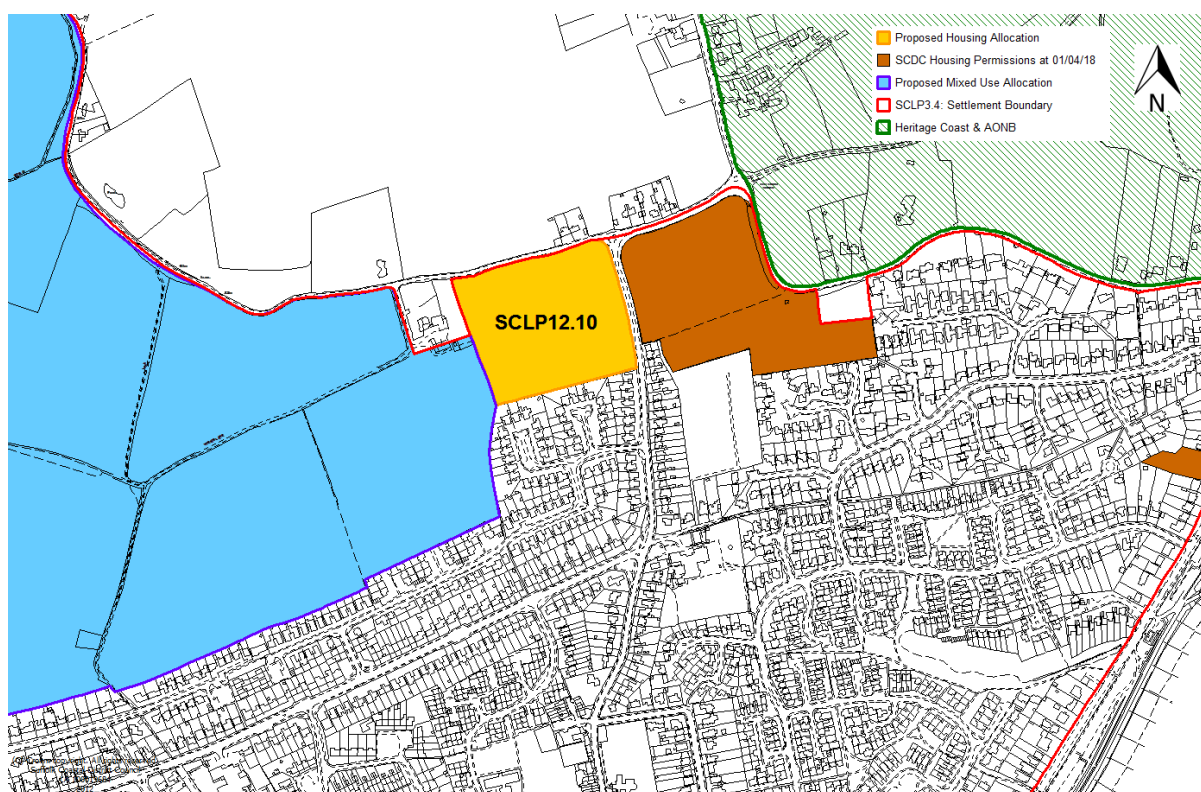 Proposed Housing Allocation
SCDC Housing Permissions at 01/04/18
Proposed Mixed Use Allocation
SCLP3.4: Settlement Boundary
Heritage Coast & AONB
N
SCLP12.10